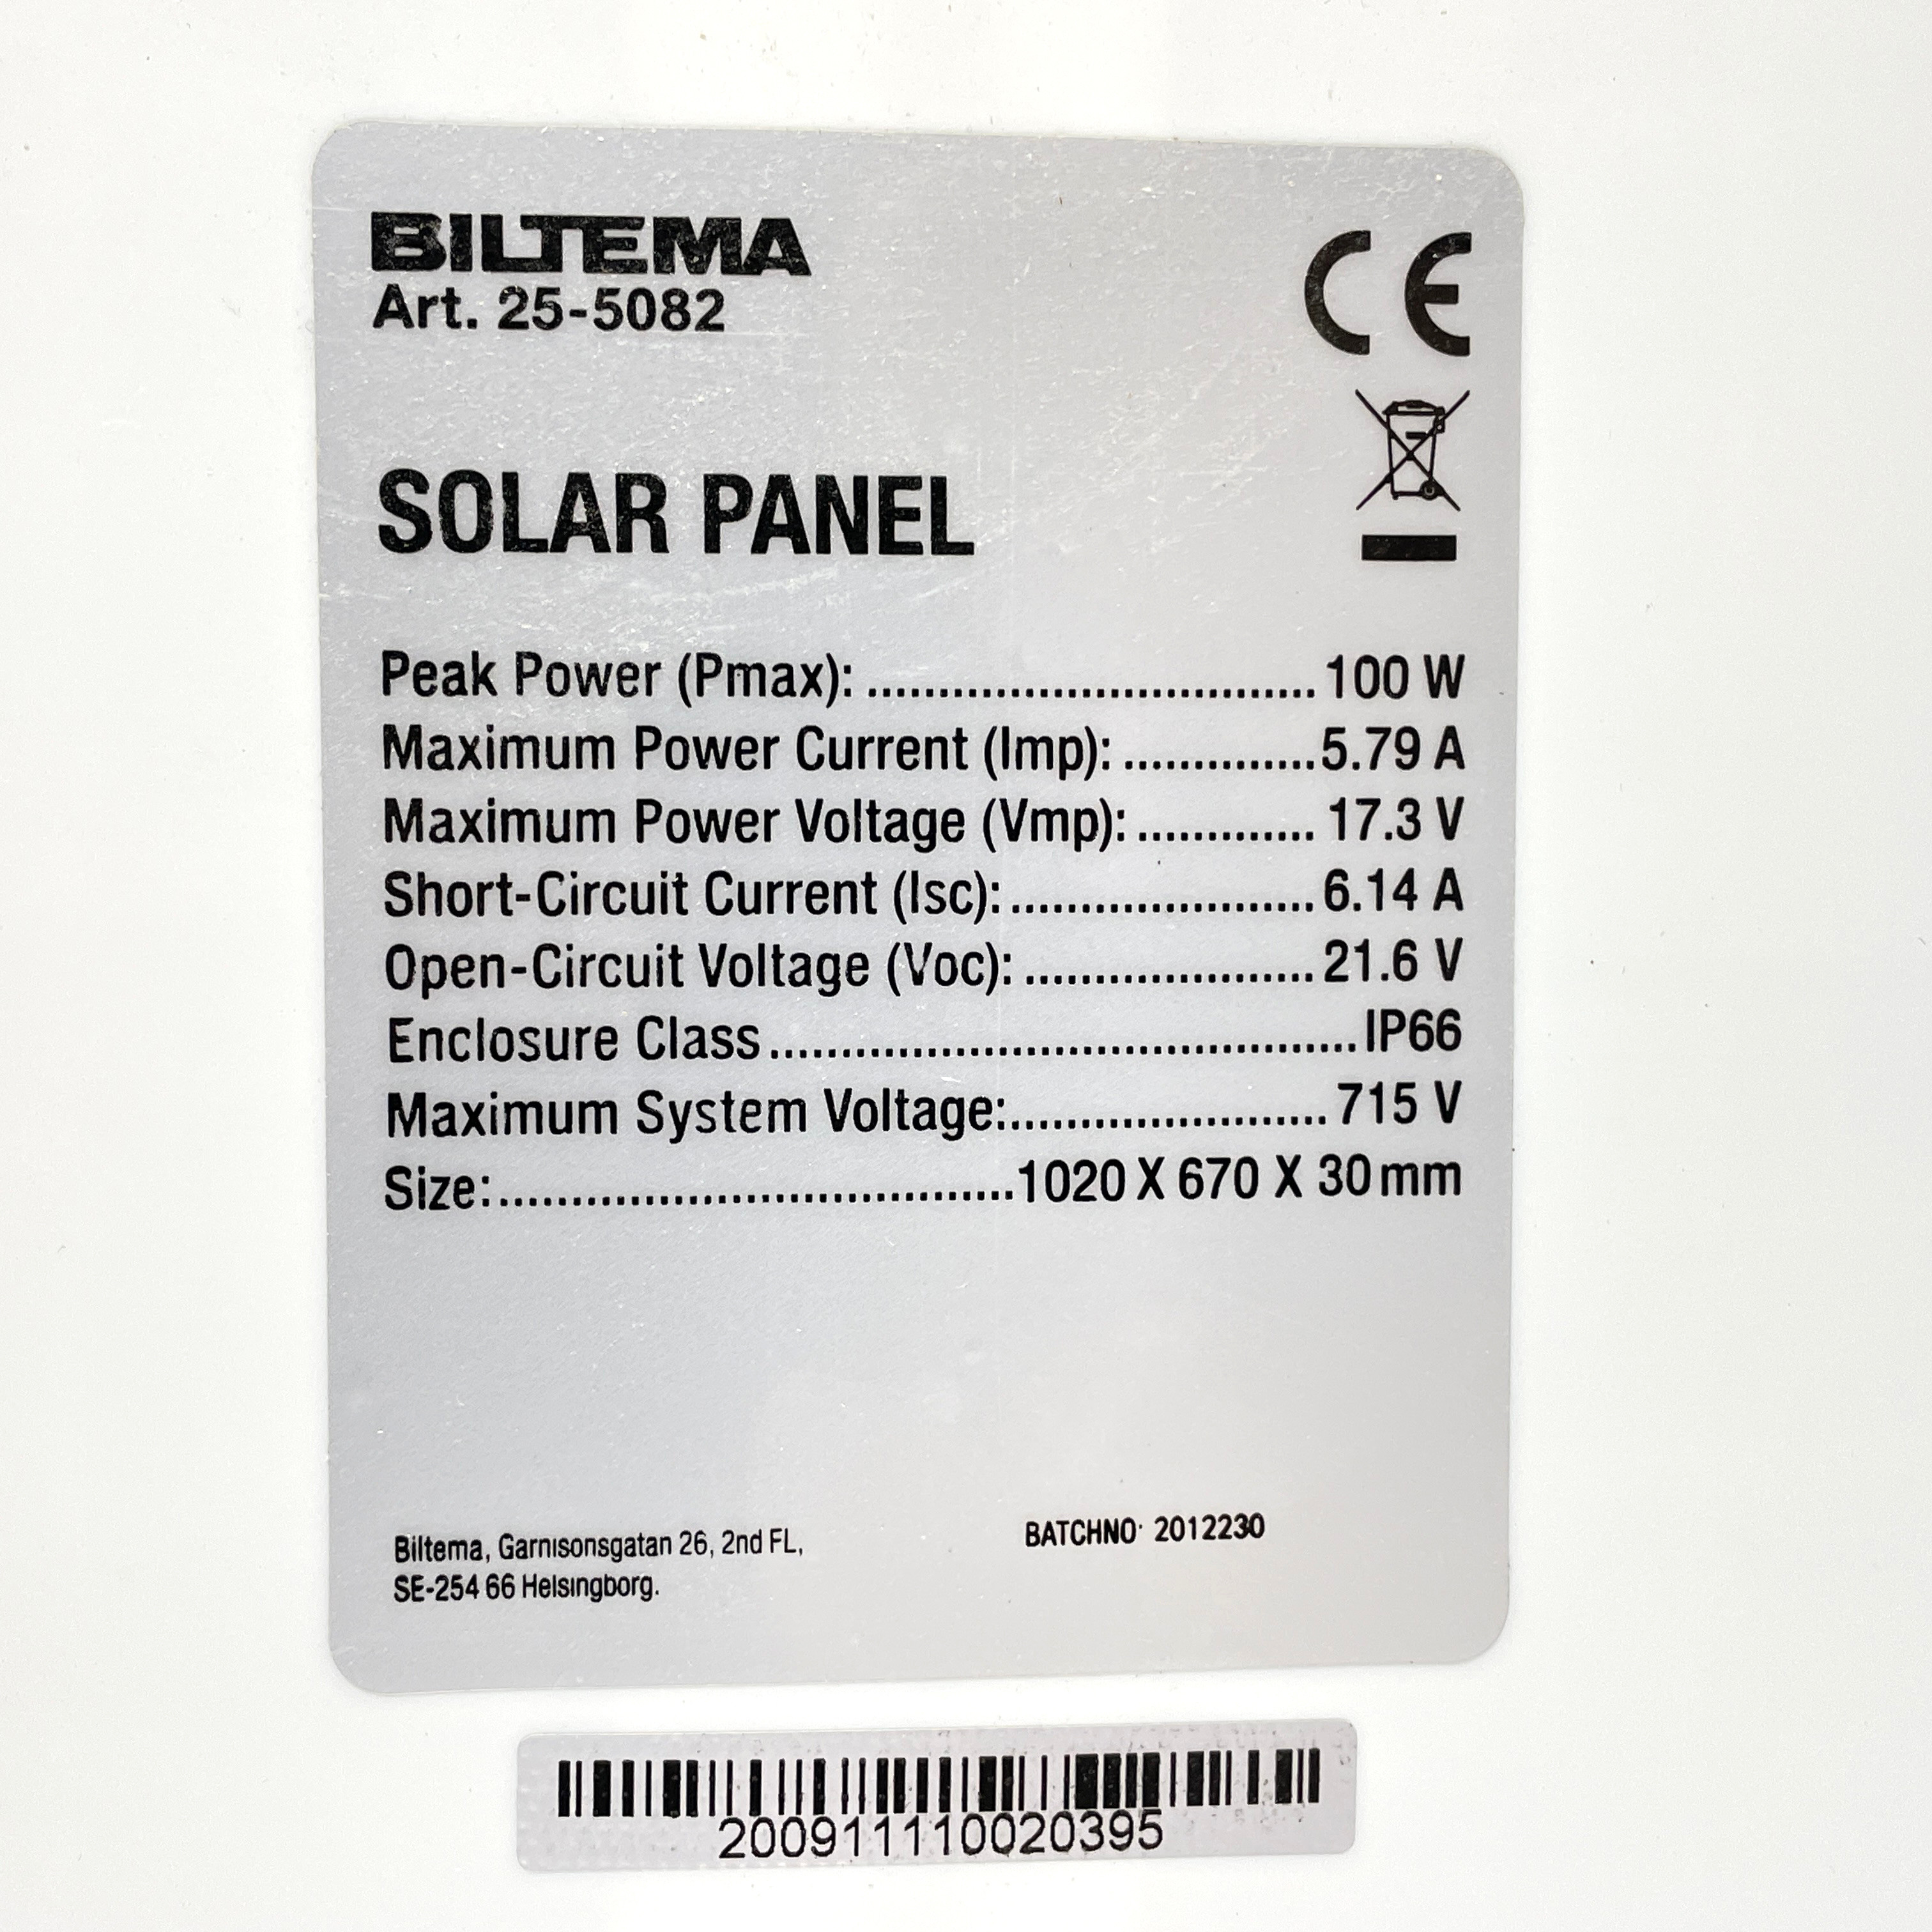 BILTEMA
Art. 25-5082
CE
SOLAR PANEL
Peak Power (Pmax): ................................ 100 W
Maximum Power Current (Imp): ..............5.79 A
Maximum Power Voltage (Vmp): ............. 17.3 V
Short-Circuit Current (Isc): ......................6.14 A
Open-Circuit Voltage (Voc): ..................... 21.6 V
Enclosure Class..........................................IP66
Maximum System Voltage:....................... 715 V
Size:.....................................1020 X 670 X 30 mm
Biltema, Garnisonsgatan 26, 2nd FL,
SE-254 66 Helsingborg.
BATCHNO: 2012230
200911110020395